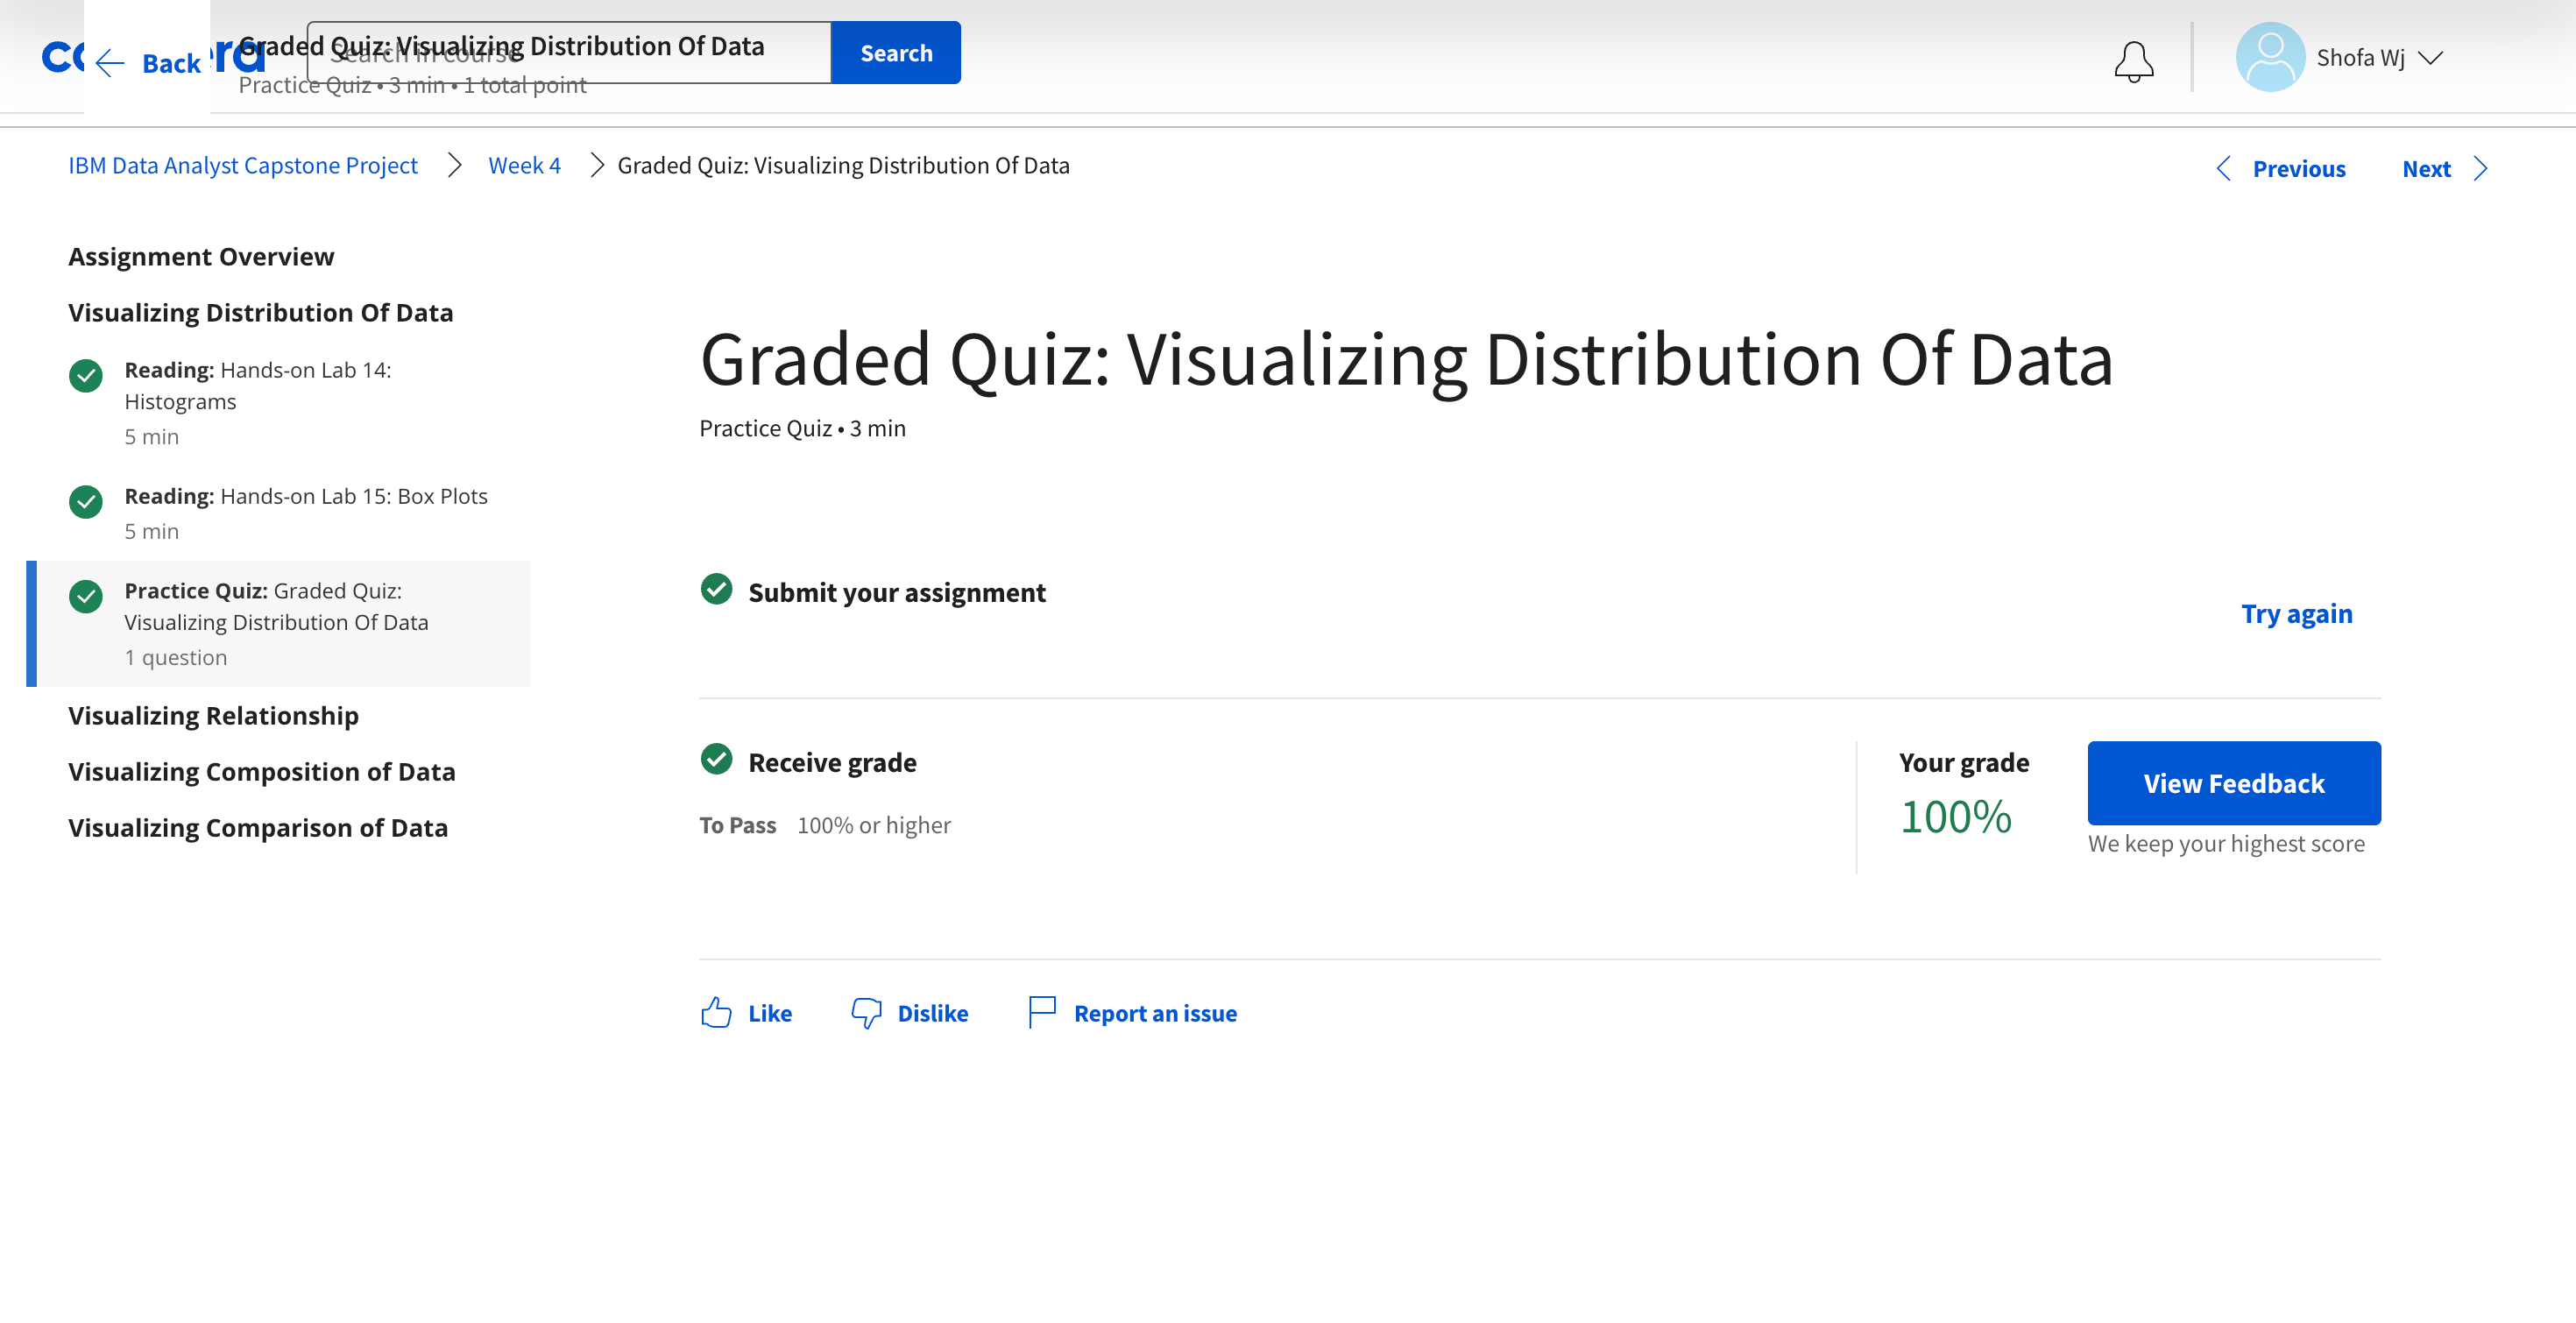 Back
Graded Quiz: Visualizing Distribution Of Data
Search in course
Practice Quiz • 3 min • 1 total point
Search
Shofa Wj
IBM Data Analyst Capstone Project
Week 4
Graded Quiz: Visualizing Distribution Of Data
Previous
Next
Assignment Overview
Visualizing Distribution Of Data
Reading: Hands-on Lab 14:
Histograms
5 min
Reading: Hands-on Lab 15: Box Plots
5 min
Practice Quiz: Graded Quiz:
Visualizing Distribution Of Data
1 question
Visualizing Relationship
Visualizing Composition of Data
Visualizing Comparison of Data
Graded Quiz: Visualizing Distribution Of Data
Practice Quiz • 3 min
Submit your assignment
Try again
Receive grade
To Pass 100% or higher
Your grade
100%
View Feedback
We keep your highest score
Like
Dislike
Report an issue